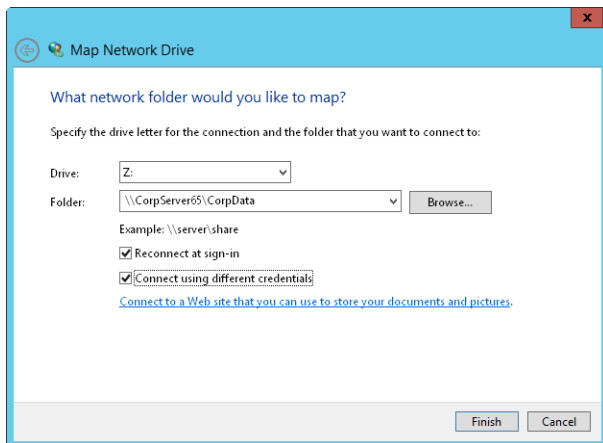 x
Map Network Drive
What network folder would you like to map?
Specify the drive letter for the connection and the folder that you want to connect to:
Drive: Z:
Folder: \\CorpServer65\CorpData Browse...
Example: \\server\share
Reconnect at sign-in
Connect using different credentials
Connect to a Web site that you can use to store your documents and pictures.
Finish Cancel